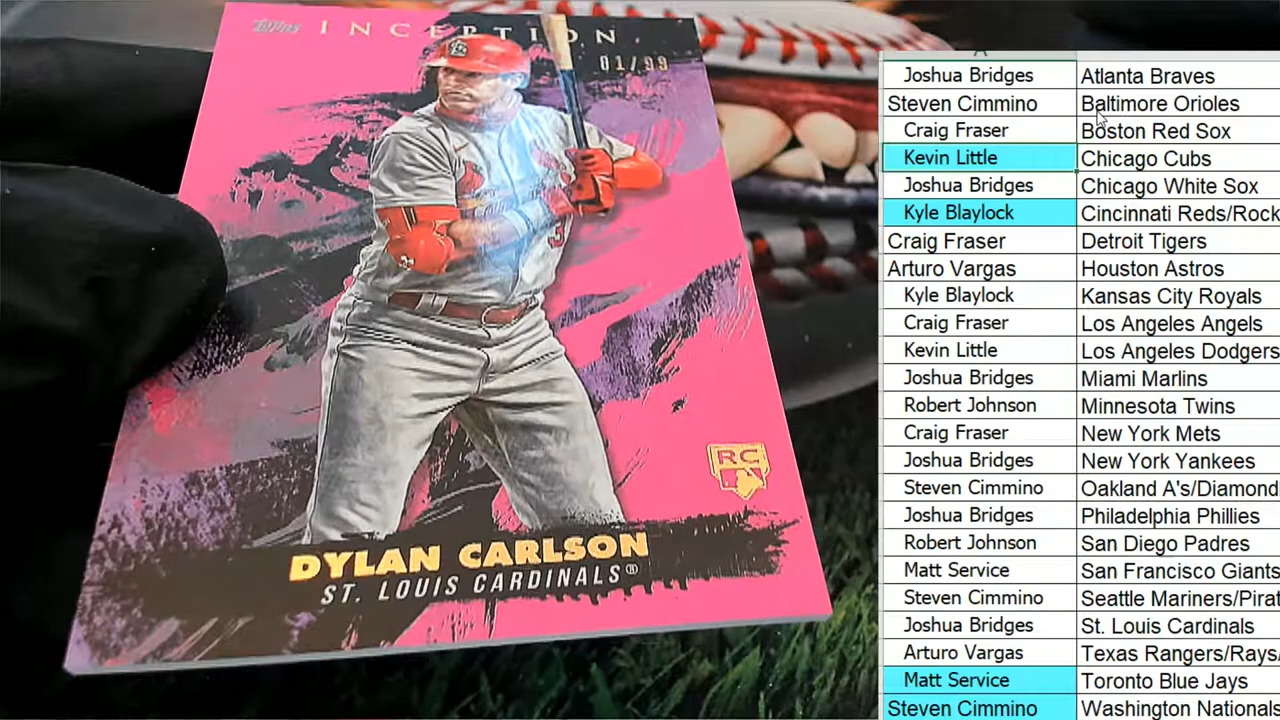 Topps INCEPTION
01/99
3
RC
DYLAN CARLSON
ST. LOUIS CARDINALS®
A
Joshua Bridges Atlanta Braves
Steven Cimmino Baltimore Orioles
Craig Fraser Boston Red Sox
Kevin Little Chicago Cubs
Joshua Bridges Chicago White Sox
Kyle Blaylock Cincinnati Reds/Rock
Craig Fraser Detroit Tigers
Arturo Vargas Houston Astros
Kyle Blaylock Kansas City Royals
Craig Fraser Los Angeles Angels
Kevin Little Los Angeles Dodgers
Joshua Bridges Miami Marlins
Robert Johnson Minnesota Twins
Craig Fraser New York Mets
Joshua Bridges New York Yankees
Steven Cimmino Oakland A's/Diamond
Joshua Bridges Philadelphia Phillies
Robert Johnson San Diego Padres
Matt Service San Francisco Giants
Steven Cimmino Seattle Mariners/Pirat
Joshua Bridges St. Louis Cardinals
Arturo Vargas Texas Rangers/Rays/
Matt Service Toronto Blue Jays
Steven Cimmino Washington Nationals